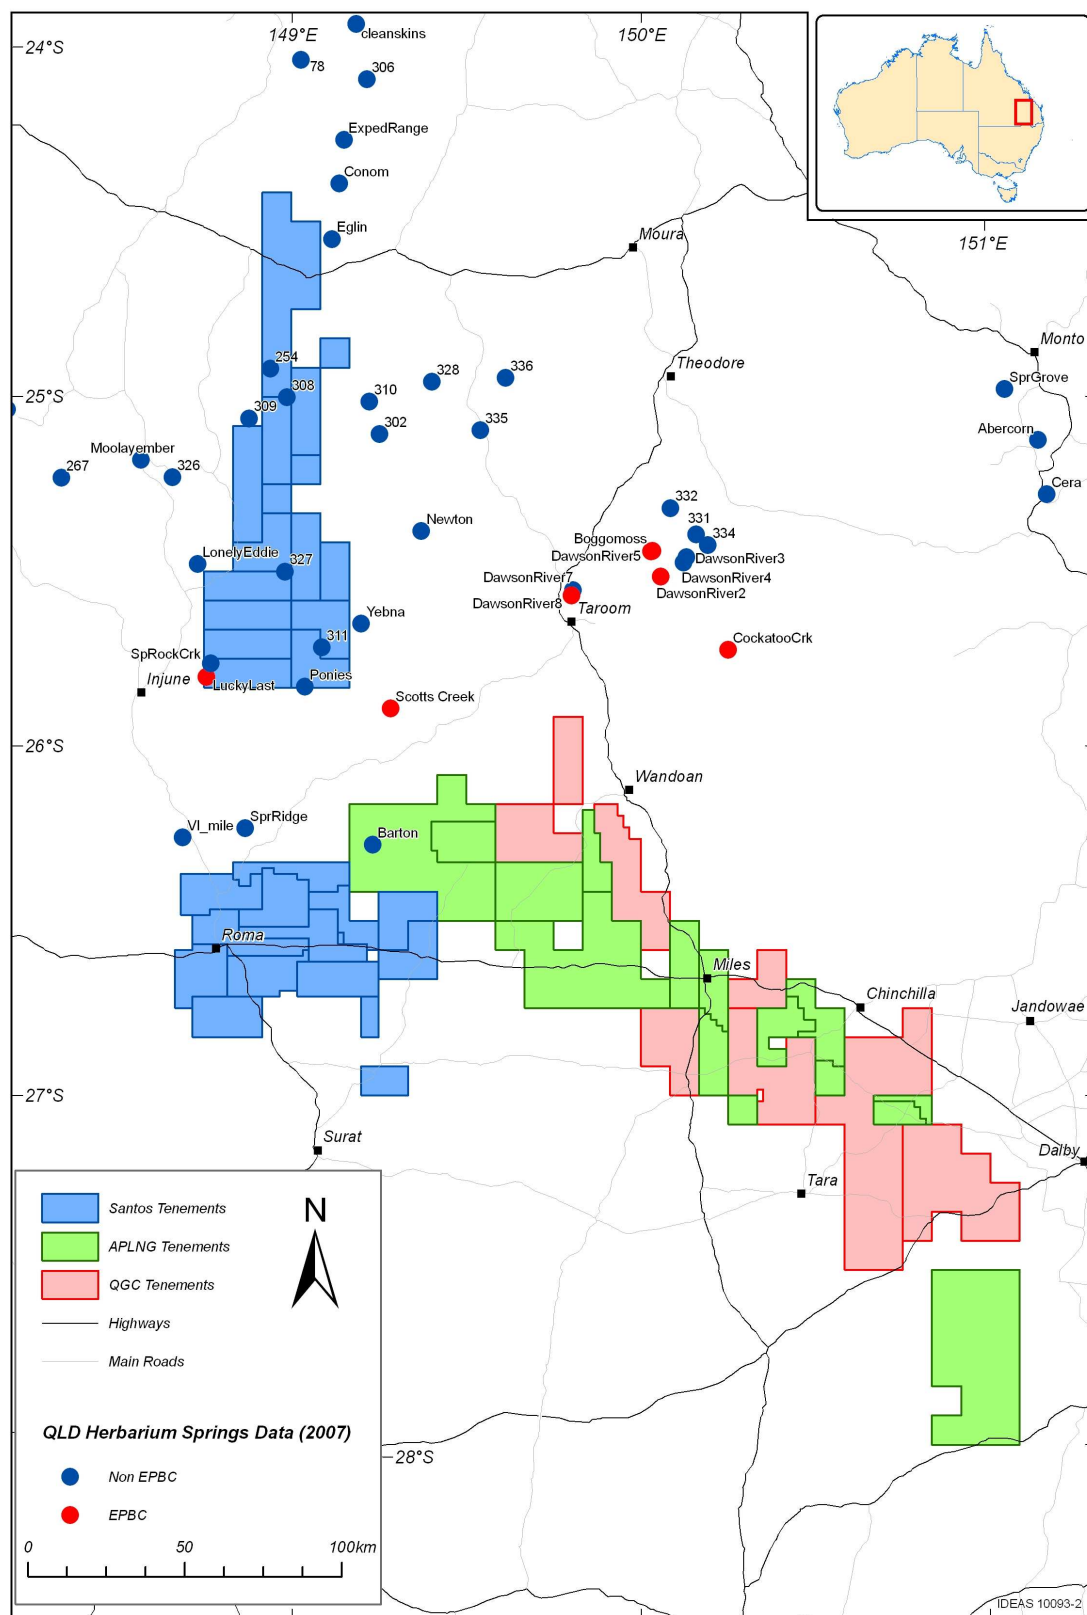 149°E
150°E
cleanskins
24°S
78
306
ExpedRange
Conom
Eglin
Moura
151°E
Monto
254
328
336
Theodore
308
310
SprGrove
25°S
309
302
335
Abercorn
Moolayember
267
326
Cera
332
Newton
331
334
Boggomoss
LonelyEddie
DawsonRiver5
DawsonRiver3
327
DawsonRiver7
DawsonRiver4
DawsonRiver2
DawsonRiver8
Taroom
Yebna
311
CockatooCrk
SpRockCrk
Injune
LuckyLast
Ponies
Scotts Creek
26°S
Wandoan
VI_mile
SprRidge
Barton
Roma
Miles
Chinchilla
Jandowae
27°S
Surat
Dalby
Tara
Santos Tenements
N
APLNG Tenements
QGC Tenements
Highways
Main Roads
QLD Herbarium Springs Data (2007)
28°S
Non EPBC
EPBC
0 50 100km
IDEAS 10093-2